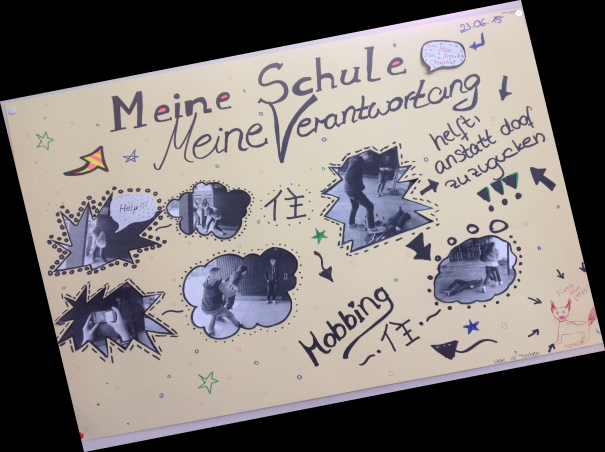 23.06.15
Meine Schule
Meine Verantwortung
helft,
anstatt doof
zuzugucken
!!!
Help!!!
住
Mobbing
~ 住 ~